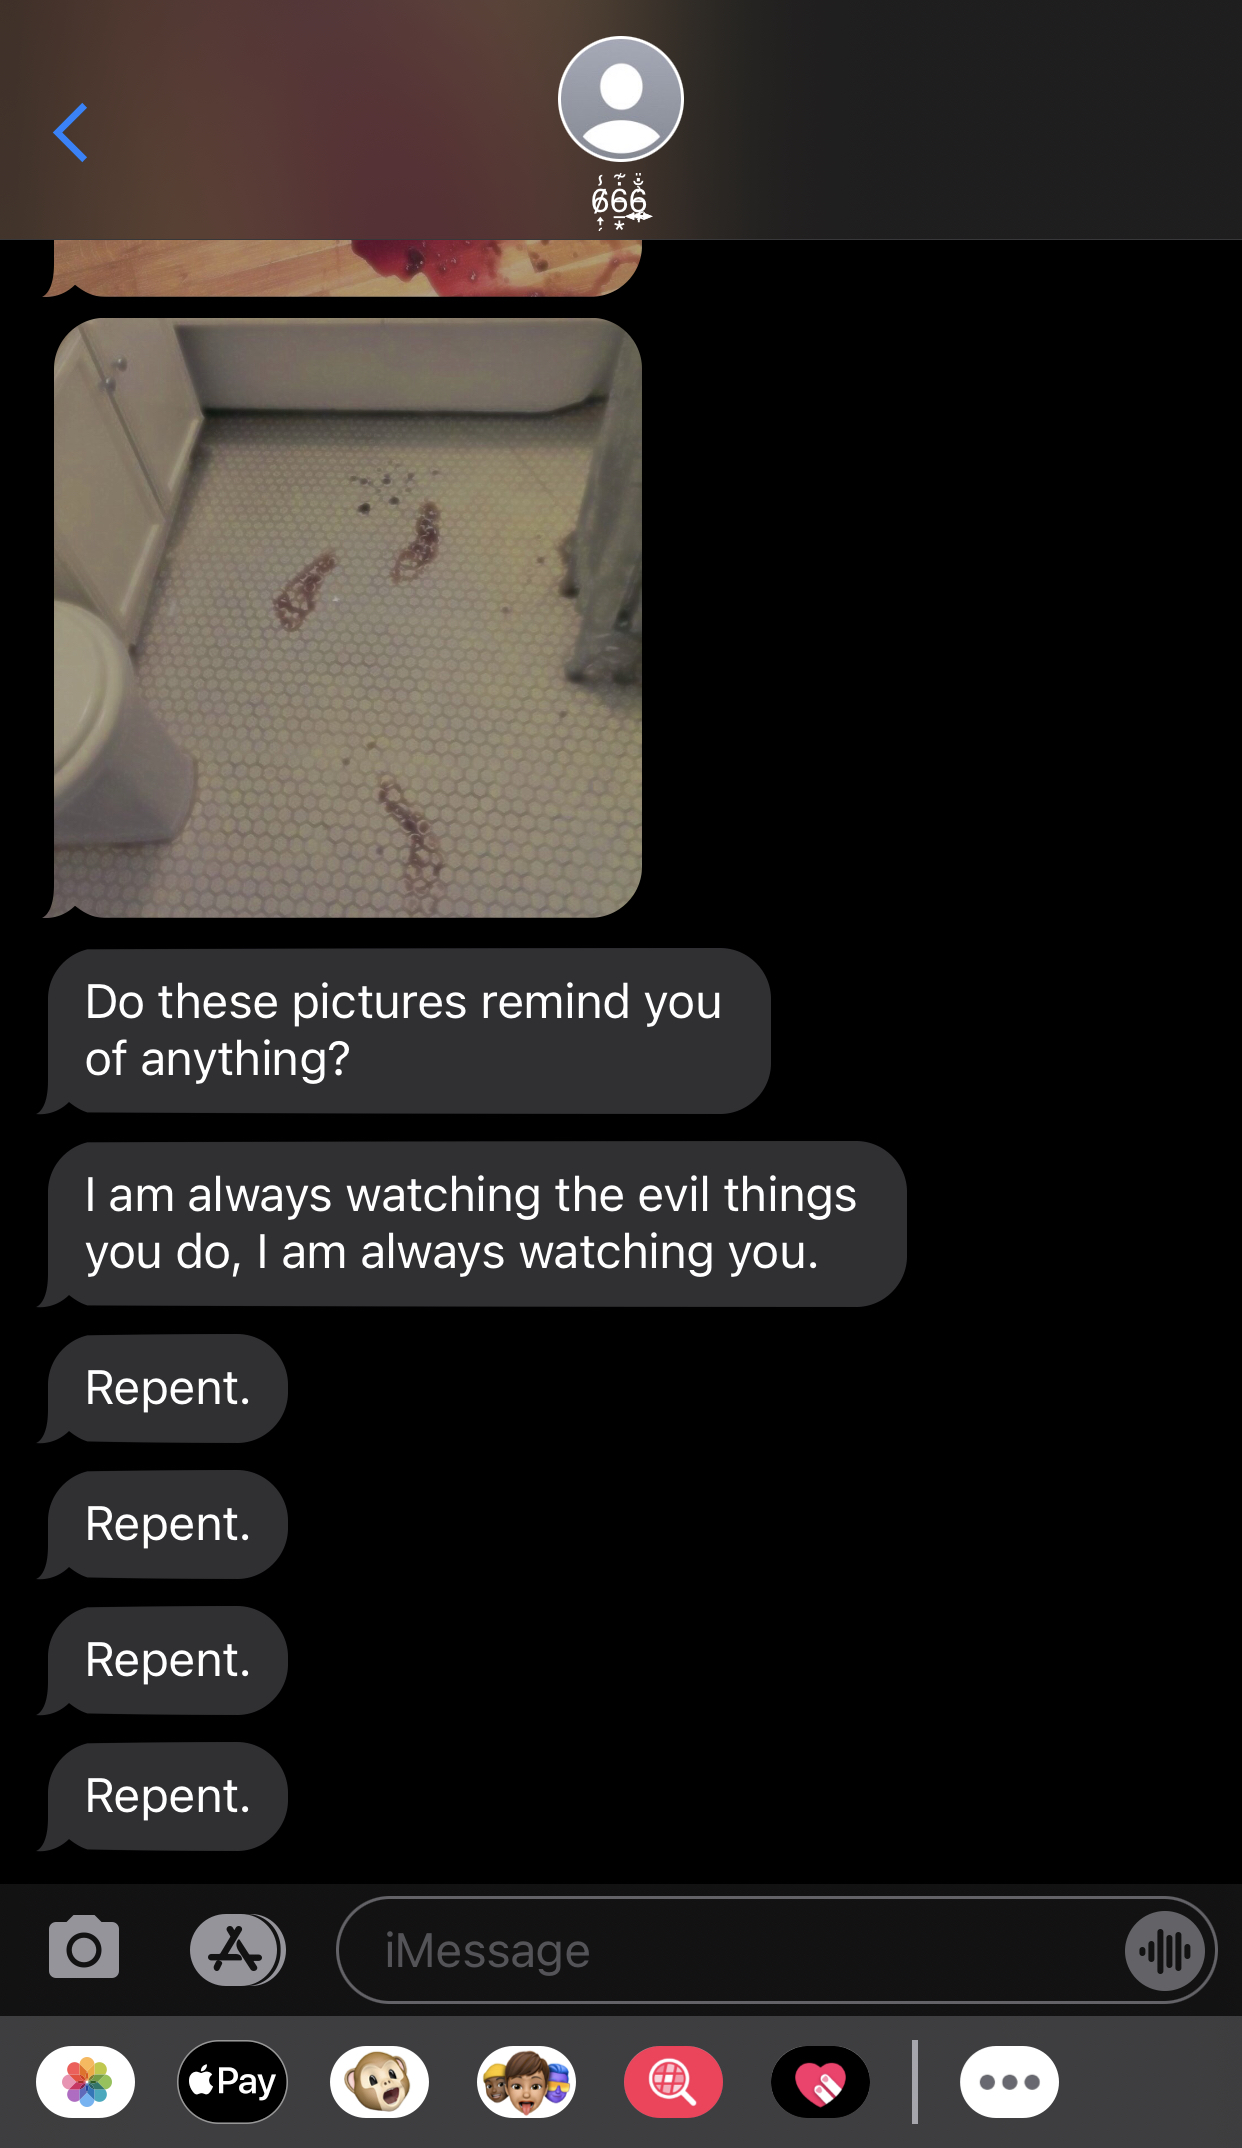 666
Do these pictures remind you
of anything?
I am always watching the evil things
you do, I am always watching you.
Repent.
Repent.
Repent.
Repent.
iMessage
Pay